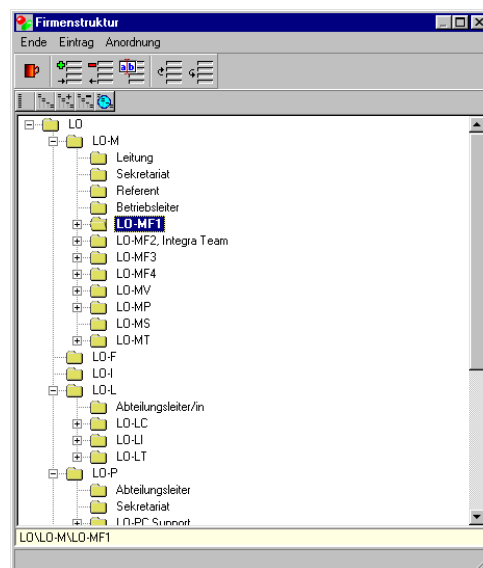 Firmenstruktur
Ende Eintrag Anordnung
LO
LO-M
Leitung
Sekretariat
Referent
Betriebsleiter
LO-MF1
LO-MF2, Integra Team
LO-MF3
LO-MF4
LO-MV
LO-MP
LO-MS
LO-MT
LO-F
LO-I
LO-L
Abteilungsleiter/in
LO-LC
LO-LI
LO-LT
LO-P
Abteilungsleiter
Sekretariat
LO-PC Support
LO\LO-M\LO-MF1